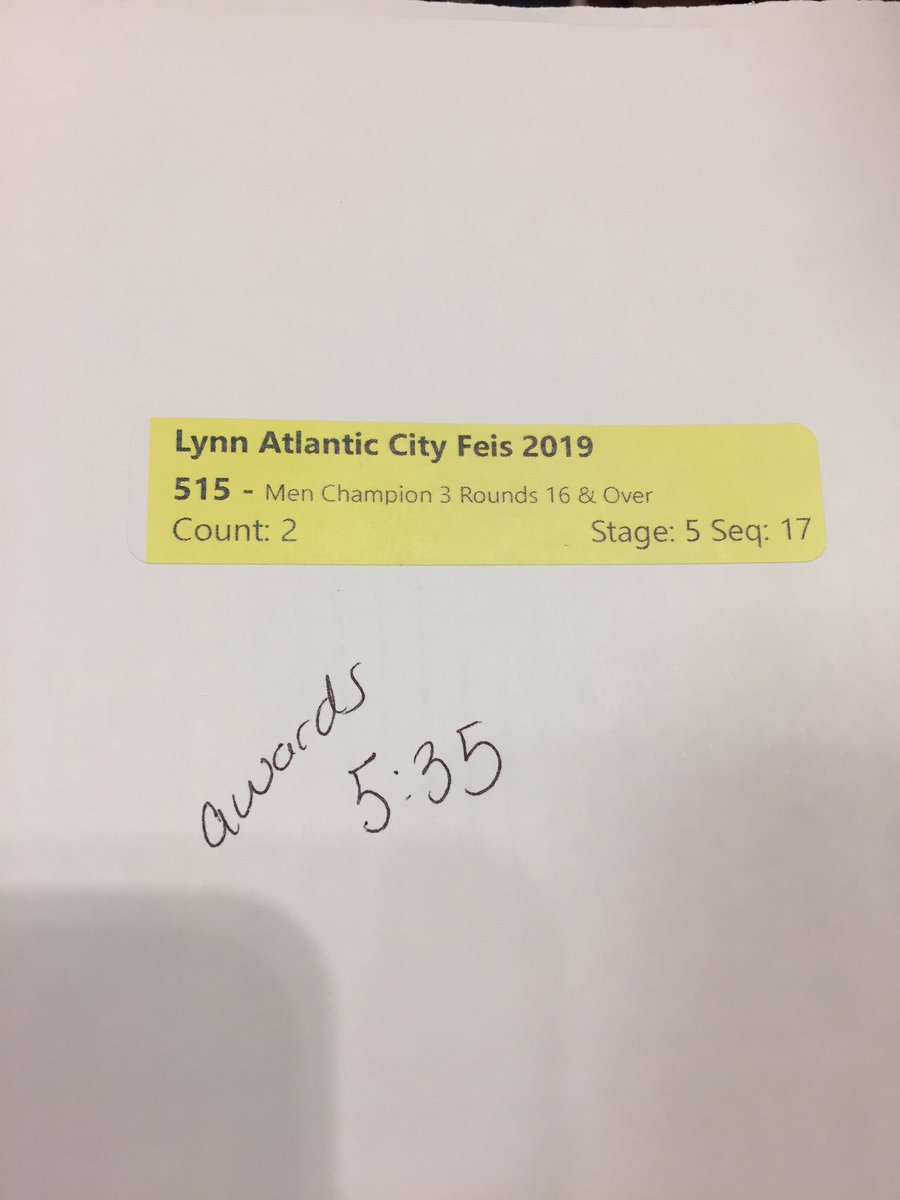 Lynn Atlantic City Feis 2019
515 - Men Champion 3 Rounds 16 & Over
Count: 2 Stage: 5 Seq: 17
awards
5:35